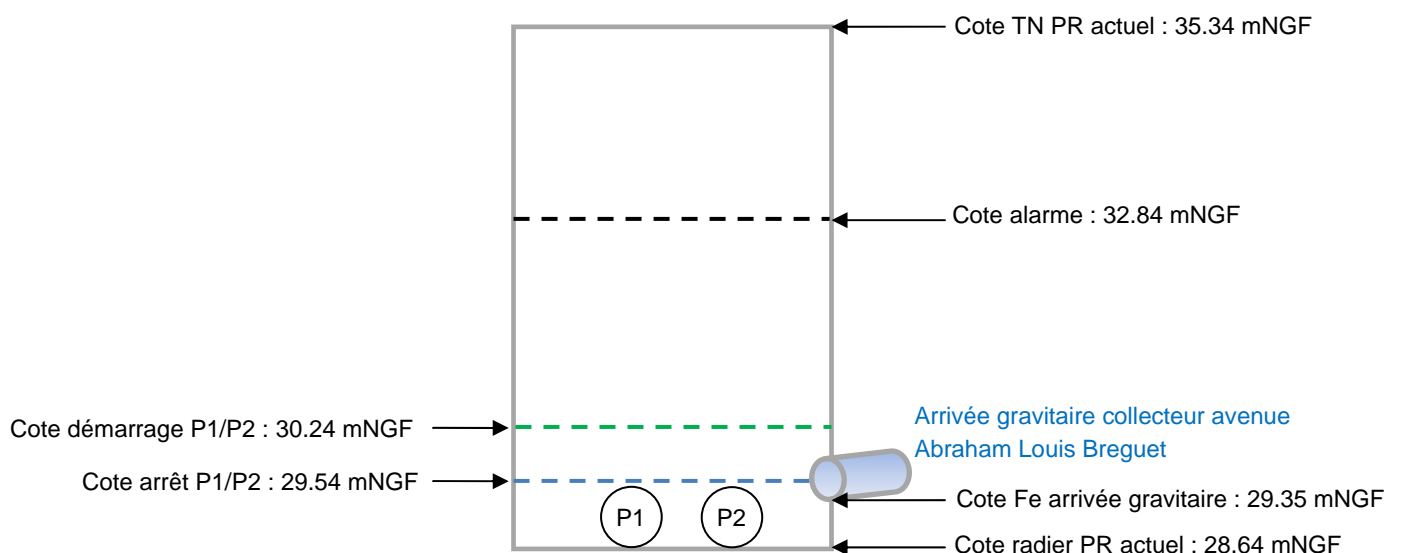 Cote TN PR actuel : 35.34 mNGF
Cote alarme : 32.84 mNGF
Cote démarrage P1/P2 : 30.24 mNGF
Arrivée gravitaire collecteur avenue
Abraham Louis Breguet
Cote arrêt P1/P2 : 29.54 mNGF
Cote Fe arrivée gravitaire : 29.35 mNGF
P1
P2
Cote radier PR actuel : 28.64 mNGF